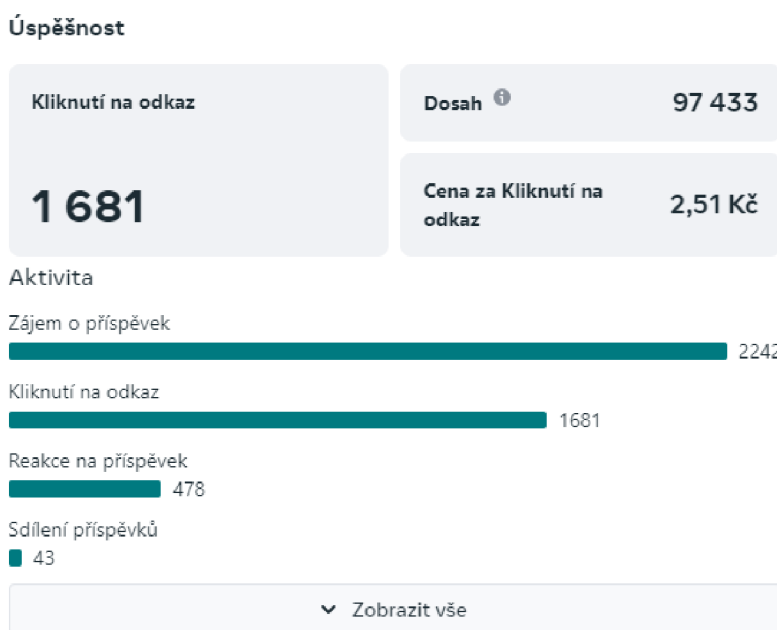 Úspěšnost
Kliknutí na odkaz
1 681
Dosah
97 433
Cena za Kliknutí na
odkaz
2,51 Kč
Aktivita
Zájem o příspěvek
2242
Kliknutí na odkaz
1681
Reakce na příspěvek
478
Sdílení příspěvků
43
Zobrazit vše